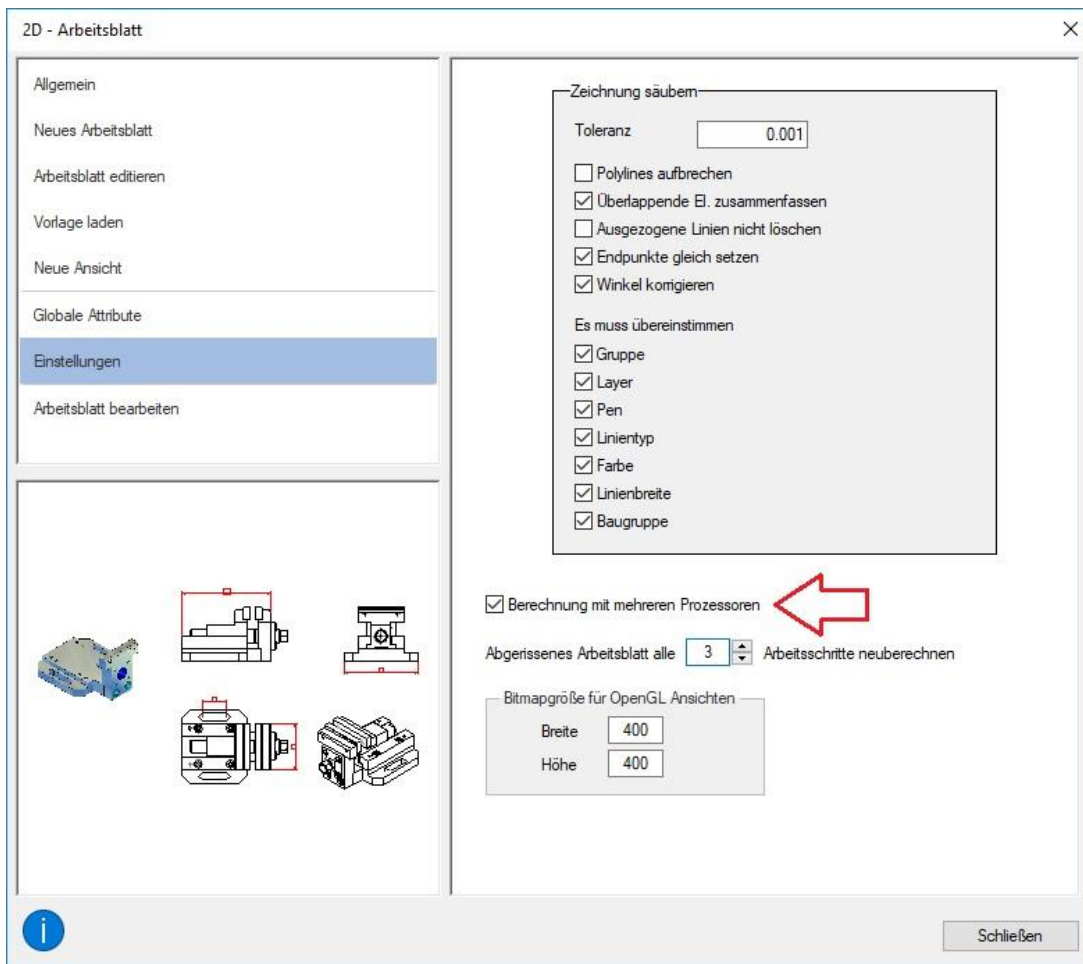 2D - Arbeitsblatt
Allgemein
Neues Arbeitsblatt
Arbeitsblatt editieren
Vorlage laden
Neue Ansicht
Globale Attribute
Einstellungen
Arbeitsblatt bearbeiten
Zeichnung säubern
Toleranz 0.001
Polylines aufbrechen
Überlappende El. zusammenfassen
Ausgezogene Linien nicht löschen
Endpunkte gleich setzen
Winkel korrigieren
Es muss übereinstimmen
Gruppe
Layer
Pen
Linientyp
Farbe
Linienbreite
Baugruppe
Berechnung mit mehreren Prozessoren
Abgerissenes Arbeitsblatt alle 3 Arbeitsschritte neuberechnen
Bitmapgröße für OpenGL Ansichten
Breite 400
Höhe 400
i
Schließen